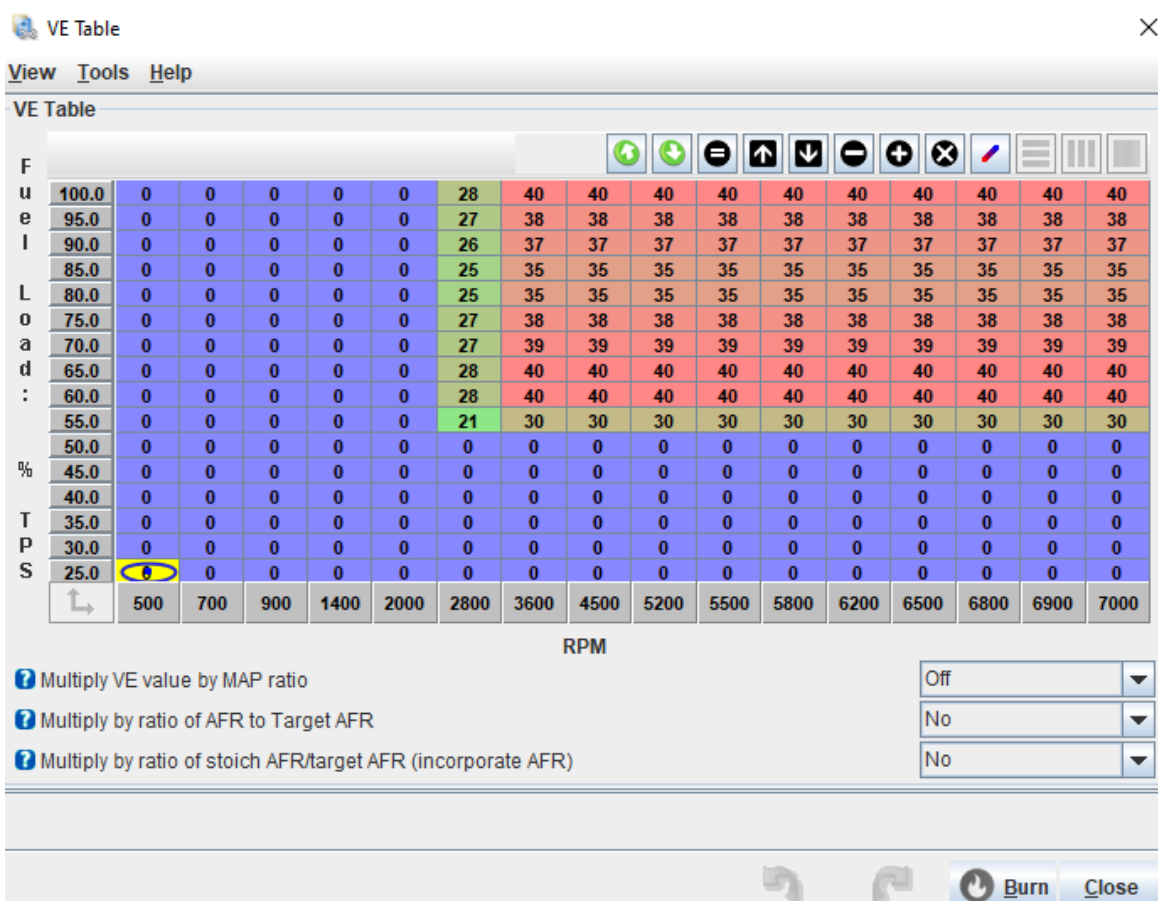 VE Table
View Tools Help
VE Table
Fuel Load: % TPS
100.0 0 0 0 0 0 28 40 40 40 40 40 40 40 40 40 40
95.0 0 0 0 0 0 27 38 38 38 38 38 38 38 38 38 38
90.0 0 0 0 0 0 26 37 37 37 37 37 37 37 37 37 37
85.0 0 0 0 0 0 25 35 35 35 35 35 35 35 35 35 35
80.0 0 0 0 0 0 25 35 35 35 35 35 35 35 35 35 35
75.0 0 0 0 0 0 27 38 38 38 38 38 38 38 38 38 38
70.0 0 0 0 0 0 27 39 39 39 39 39 39 39 39 39 39
65.0 0 0 0 0 0 28 40 40 40 40 40 40 40 40 40 40
60.0 0 0 0 0 0 28 40 40 40 40 40 40 40 40 40 40
55.0 0 0 0 0 0 21 30 30 30 30 30 30 30 30 30 30
50.0 0 0 0 0 0 0 0 0 0 0 0 0 0 0 0 0
45.0 0 0 0 0 0 0 0 0 0 0 0 0 0 0 0 0
40.0 0 0 0 0 0 0 0 0 0 0 0 0 0 0 0 0
35.0 0 0 0 0 0 0 0 0 0 0 0 0 0 0 0 0
30.0 0 0 0 0 0 0 0 0 0 0 0 0 0 0 0 0
25.0 0 0 0 0 0 0 0 0 0 0 0 0 0 0 0 0
500 700 900 1400 2000 2800 3600 4500 5200 5500 5800 6200 6500 6800 6900 7000
RPM
Multiply VE value by MAP ratio Off
Multiply by ratio of AFR to Target AFR No
Multiply by ratio of stoich AFR/target AFR (incorporate AFR) No
Burn Close